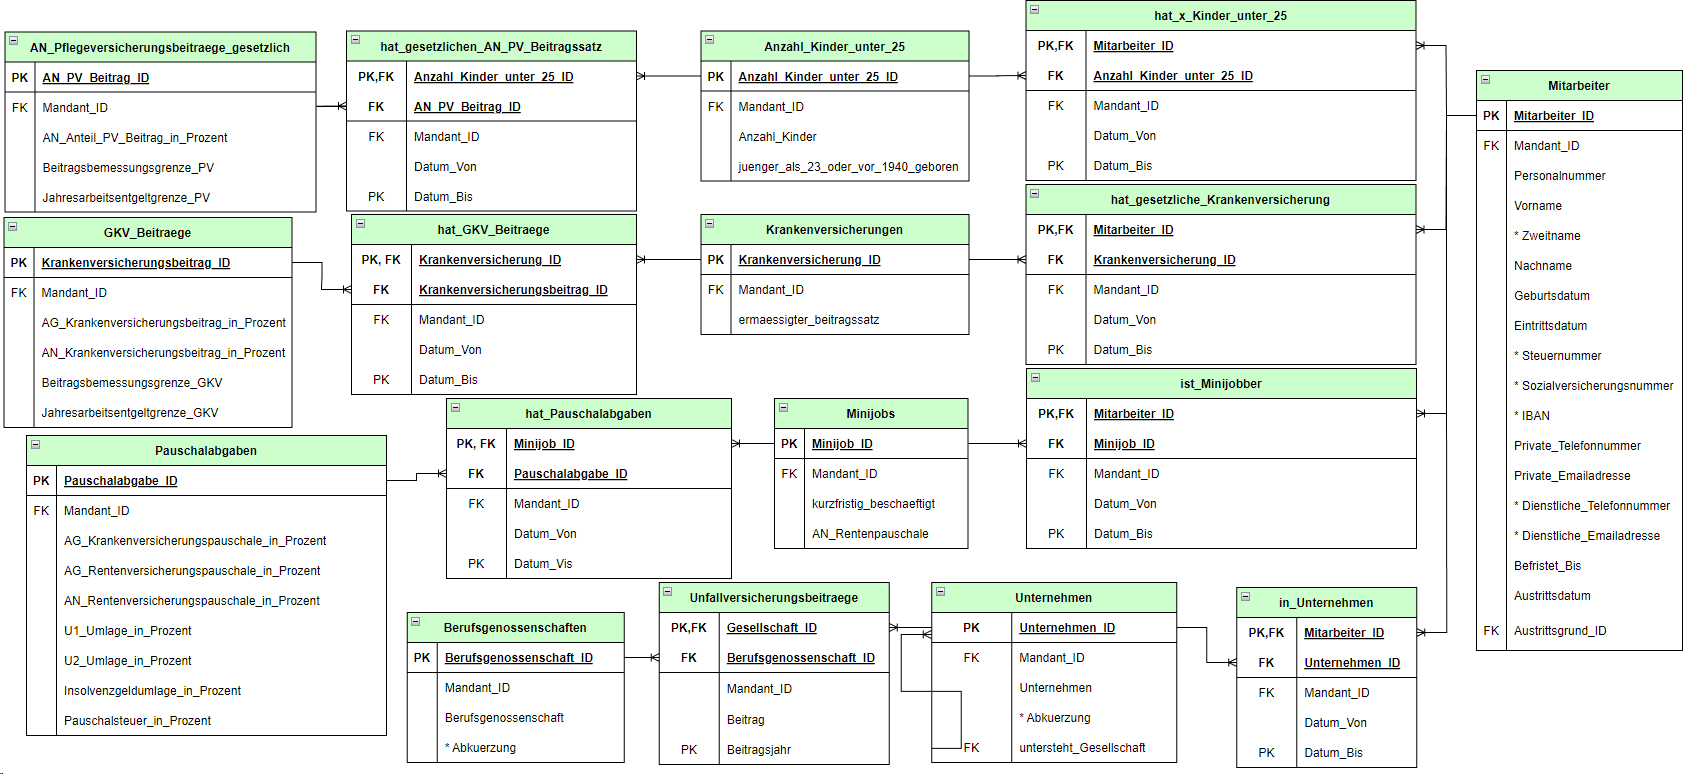 AN_Pflegeversicherungsbeitraege_gesetzlich
PK AN_PV_Beitrag_ID
FK Mandant_ID
AN_Anteil_PV_Beitrag_in_Prozent
Beitragsbemessungsgrenze_PV
Jahresarbeitsentgeltgrenze_PV
hat_gesetzlichen_AN_PV_Beitragssatz
PK,FK Anzahl_Kinder_unter_25_ID
FK AN_PV_Beitrag_ID
FK Mandant_ID
Datum_Von
PK Datum_Bis
Anzahl_Kinder_unter_25
PK Anzahl_Kinder_unter_25_ID
FK Mandant_ID
Anzahl_Kinder
juenger_als_23_oder_vor_1940_geboren
hat_x_Kinder_unter_25
PK,FK Mitarbeiter_ID
FK Anzahl_Kinder_unter_25_ID
FK Mandant_ID
Datum_Von
PK Datum_Bis
Mitarbeiter
PK Mitarbeiter_ID
FK Mandant_ID
Personalnummer
Vorname
* Zweitname
Nachname
Geburtsdatum
Eintrittsdatum
* Steuernummer
* Sozialversicherungsnummer
* IBAN
Private_Telefonnummer
Private_Emailadresse
* Dienstliche_Telefonnummer
* Dienstliche_Emailadresse
Befristet_Bis
Austrittsdatum
FK Austrittsgrund_ID
GKV_Beitraege
PK Krankenversicherungsbeitrag_ID
FK Mandant_ID
AG_Krankenversicherungsbeitrag_in_Prozent
AN_Krankenversicherungsbeitrag_in_Prozent
Beitragsbemessungsgrenze_GKV
Jahresarbeitsentgeltgrenze_GKV
hat_GKV_Beitraege
PK, FK Krankenversicherung_ID
FK Krankenversicherungsbeitrag_ID
FK Mandant_ID
Datum_Von
PK Datum_Bis
Krankenversicherungen
PK Krankenversicherung_ID
FK Mandant_ID
ermaessigter_beitragssatz
hat_gesetzliche_Krankenversicherung
PK,FK Mitarbeiter_ID
FK Krankenversicherung_ID
FK Mandant_ID
Datum_Von
PK Datum_Bis
Pauschalabgaben
PK Pauschalabgabe_ID
FK Mandant_ID
AG_Krankenversicherungspauschale_in_Prozent
AG_Rentenversicherungspauschale_in_Prozent
AN_Rentenversicherungspauschale_in_Prozent
U1_Umlage_in_Prozent
U2_Umlage_in_Prozent
Insolvenzgeldumlage_in_Prozent
Pauschalsteuer_in_Prozent
hat_Pauschalabgaben
PK, FK Minijob_ID
FK Pauschalabgabe_ID
FK Mandant_ID
Datum_Von
PK Datum_Vis
Minijobs
PK Minijob_ID
FK Mandant_ID
kurzfristig_beschaeftigt
AN_Rentenpauschale
ist_Minijobber
PK,FK Mitarbeiter_ID
FK Minijob_ID
FK Mandant_ID
Datum_Von
PK Datum_Bis
Berufsgenossenschaften
PK Berufsgenossenschaft_ID
Mandant_ID
Berufsgenossenschaft
* Abkuerzung
Unfallversicherungsbeitraege
PK,FK Gesellschaft_ID
FK Berufsgenossenschaft_ID
Mandant_ID
Beitrag
PK Beitragsjahr
Unternehmen
PK Unternehmen_ID
FK Mandant_ID
Unternehmen
* Abkuerzung
FK untersteht_Gesellschaft
in_Unternehmen
PK,FK Mitarbeiter_ID
FK Unternehmen_ID
FK Mandant_ID
Datum_Von
PK Datum_Bis